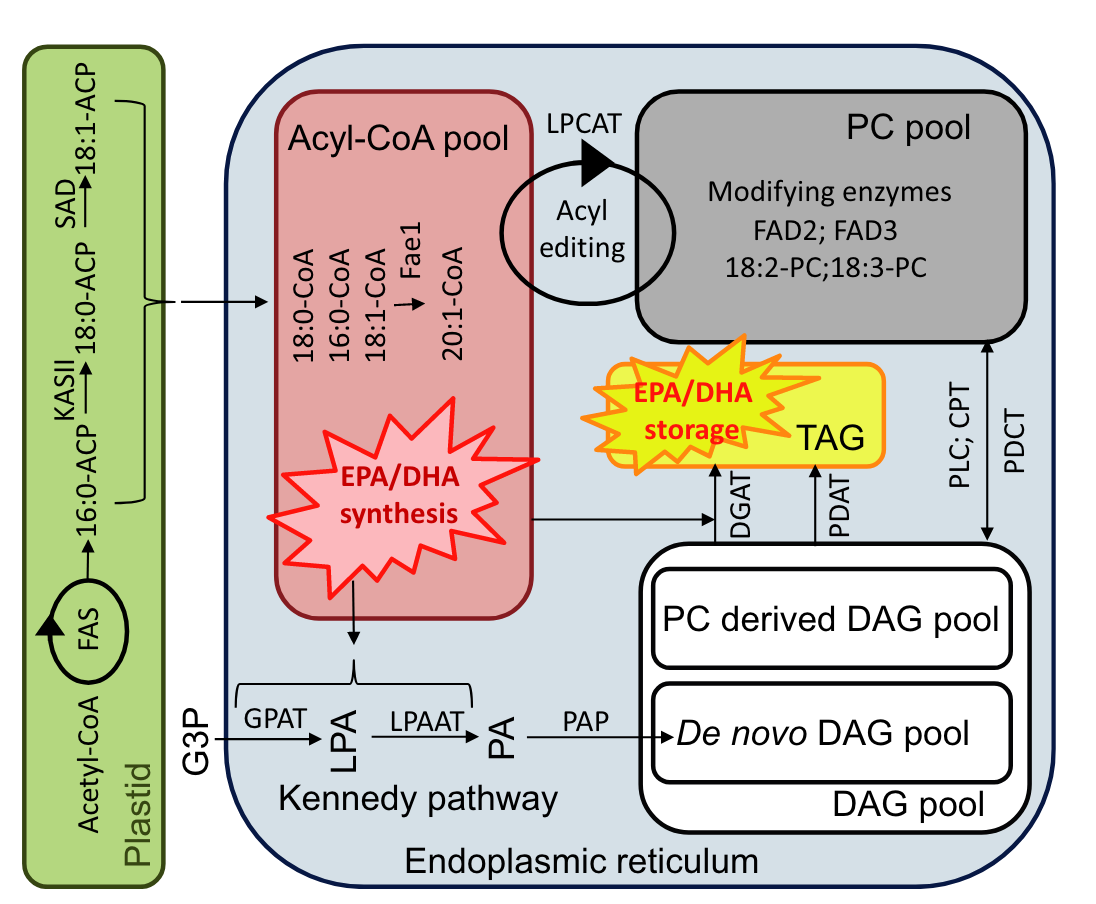 Acetyl-CoA
FAS
16:0-ACP
KASII
18:0-ACP
SAD
18:1-ACP
Plastid
Acyl-CoA pool
18:0-CoA
16:0-CoA
18:1-CoA
Fae1
20:1-CoA
EPA/DHA
synthesis
LPCAT
Acyl
editing
PC pool
Modifying enzymes
FAD2; FAD3
18:2-PC;18:3-PC
EPA/DHA
storage
TAG
DGAT
PDAT
PLC; CPT
PDCT
PC derived DAG pool
De novo DAG pool
DAG pool
G3P
GPAT
LPA
LPAAT
PA
PAP
Kennedy pathway
Endoplasmic reticulum